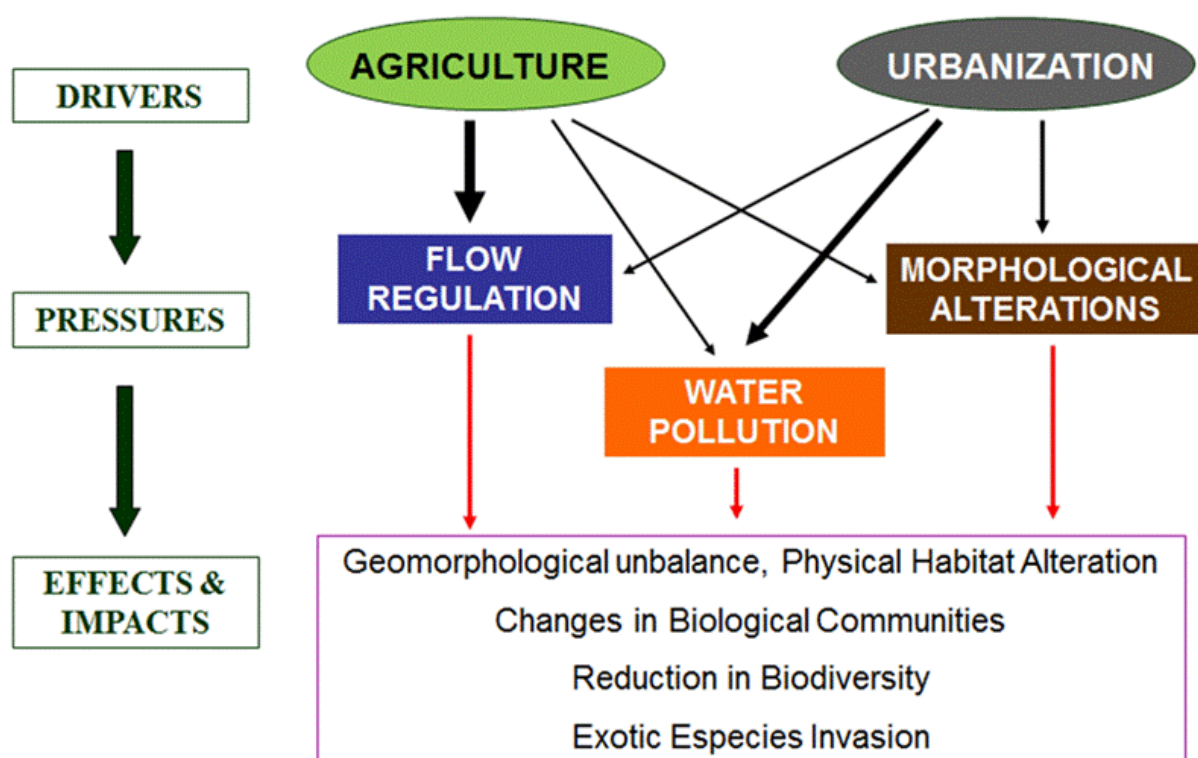 AGRICULTURE
URBANIZATION
DRIVERS
FLOW
REGULATION
MORPHOLOGICAL
ALTERATIONS
PRESSURES
WATER
POLLUTION
EFFECTS &
IMPACTS
Geomorphological unbalance, Physical Habitat Alteration
Changes in Biological Communities
Reduction in Biodiversity
Exotic Especies Invasion